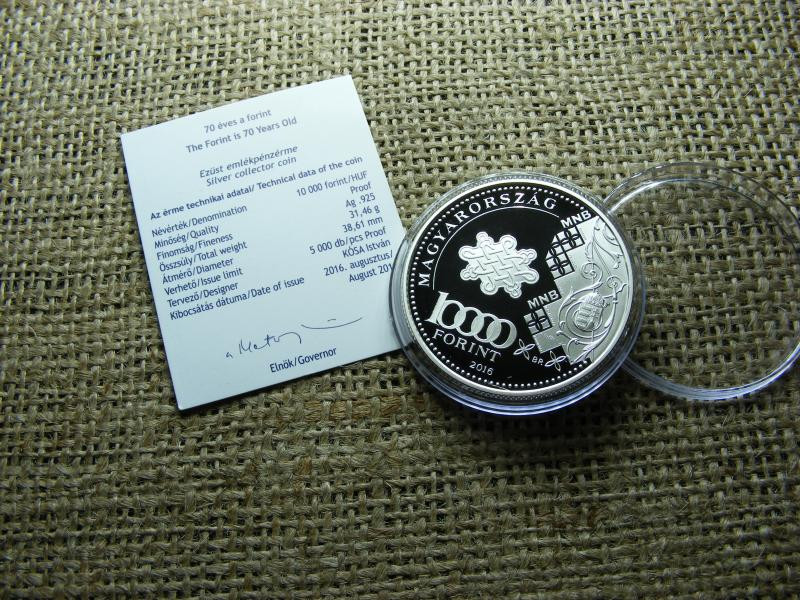 70 éves a forint
The Forint is 70 Years Old
Ezüst emlékpénzérme
Silver collector coin
Az érme technikai adatai/ Technical data of the coin
Névérték/Denomination 10 000 forint/HUF
Minőség/Quality Proof
Finomság/Fineness Ag .925
Összsúly/Total weight 31,46 g
Átmérő/Diameter 38,61 mm
Verhető/Issue limit 5 000 db/pcs Proof
Tervező/Designer KÓSA István
Kibocsátás dátuma/Date of issue 2016. augusztus/
August 201
Elnök/Governor
MAGYARORSZÁG
MNB
MNB
10000
FORINT
BR
2016